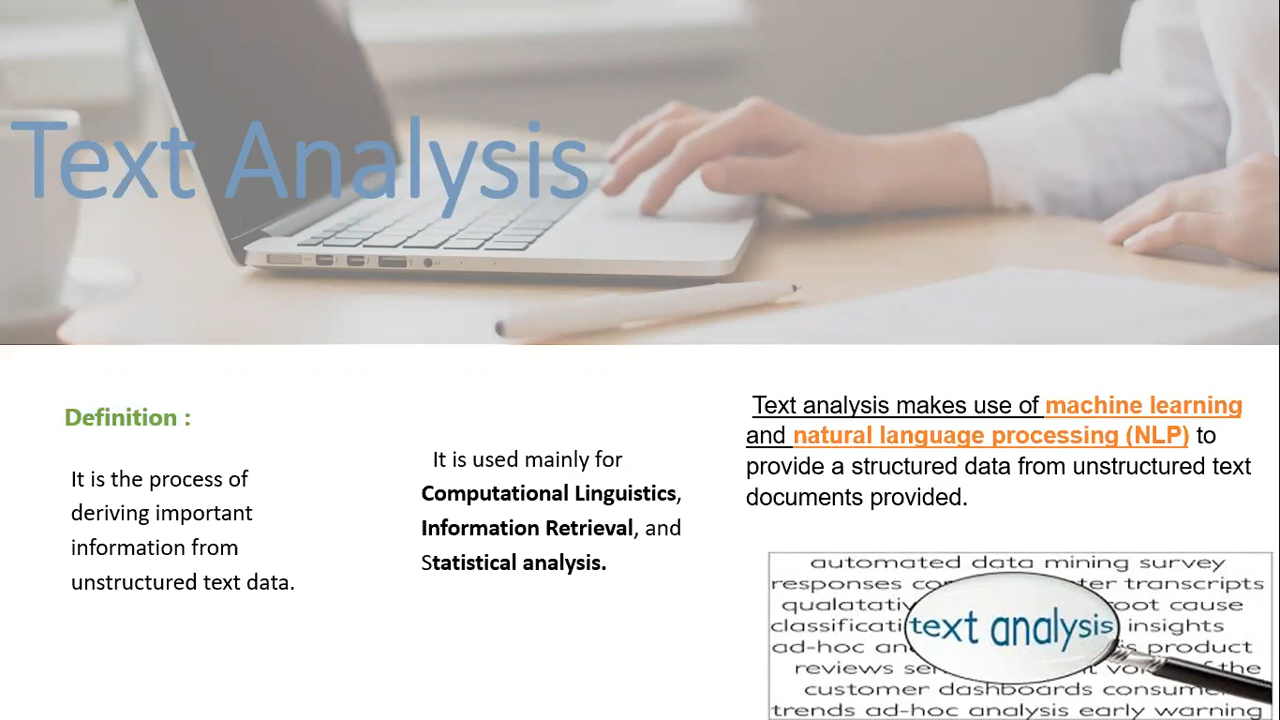 Text Analysis
Definition :
It is the process of
deriving important
information from
unstructured text data.
It is used mainly for
Computational Linguistics,
Information Retrieval, and
Statistical analysis.
Text analysis makes use of machine learning
and natural language processing (NLP) to
provide a structured data from unstructured text
documents provided.
automated data mining survey
responses transcripts
root cause
text analysis insights
ad-hoc product
reviews the
customer dashboards
trends ad-hoc analysis early warning